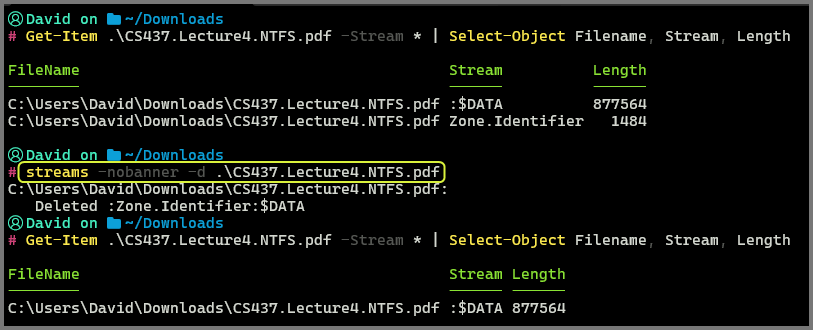 David on ~/Downloads
# Get-Item .\CS437.Lecture4.NTFS.pdf -Stream * | Select-Object Filename, Stream, Length
FileName Stream Length
C:\Users\David\Downloads\CS437.Lecture4.NTFS.pdf :$DATA 877564
C:\Users\David\Downloads\CS437.Lecture4.NTFS.pdf Zone.Identifier 1484
David on ~/Downloads
# streams -nobanner -d .\CS437.Lecture4.NTFS.pdf
C:\Users\David\Downloads\CS437.Lecture4.NTFS.pdf:
Deleted :Zone.Identifier:$DATA
David on ~/Downloads
# Get-Item .\CS437.Lecture4.NTFS.pdf -Stream * | Select-Object Filename, Stream, Length
FileName Stream Length
C:\Users\David\Downloads\CS437.Lecture4.NTFS.pdf :$DATA 877564